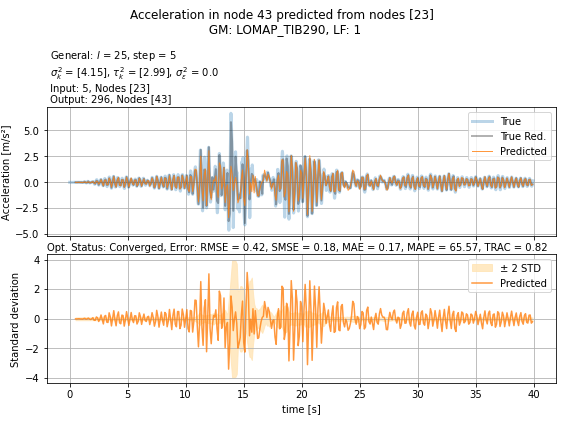 Acceleration in node 43 predicted from nodes [23]
GM: LOMAP_TIB290, LF: 1
General: l = 25, step = 5
σ²ₖ = [4.15], τ²ₖ = [2.99], σ²ε = 0.0
Input: 5, Nodes [23]
Output: 296, Nodes [43]
Acceleration [m/s²]
5.0
2.5
0.0
−2.5
−5.0
True
True Red.
Predicted
Opt. Status: Converged, Error: RMSE = 0.42, SMSE = 0.18, MAE = 0.17, MAPE = 65.57, TRAC = 0.82
Standard deviation
4
2
0
−2
−4
± 2 STD
Predicted
0 5 10 15 20 25 30 35 40
time [s]